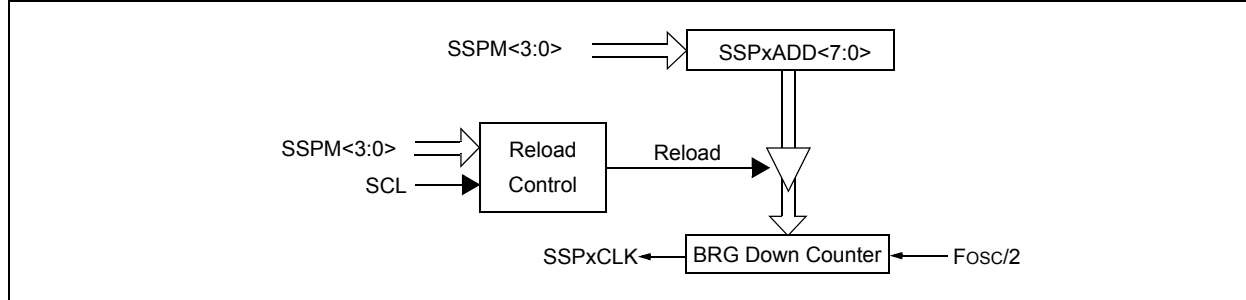 SSPM<3:0>
SSPxADD<7:0>
SSPM<3:0>
Reload
Control
Reload
SCL
SSPxCLK
BRG Down Counter
FOSC/2